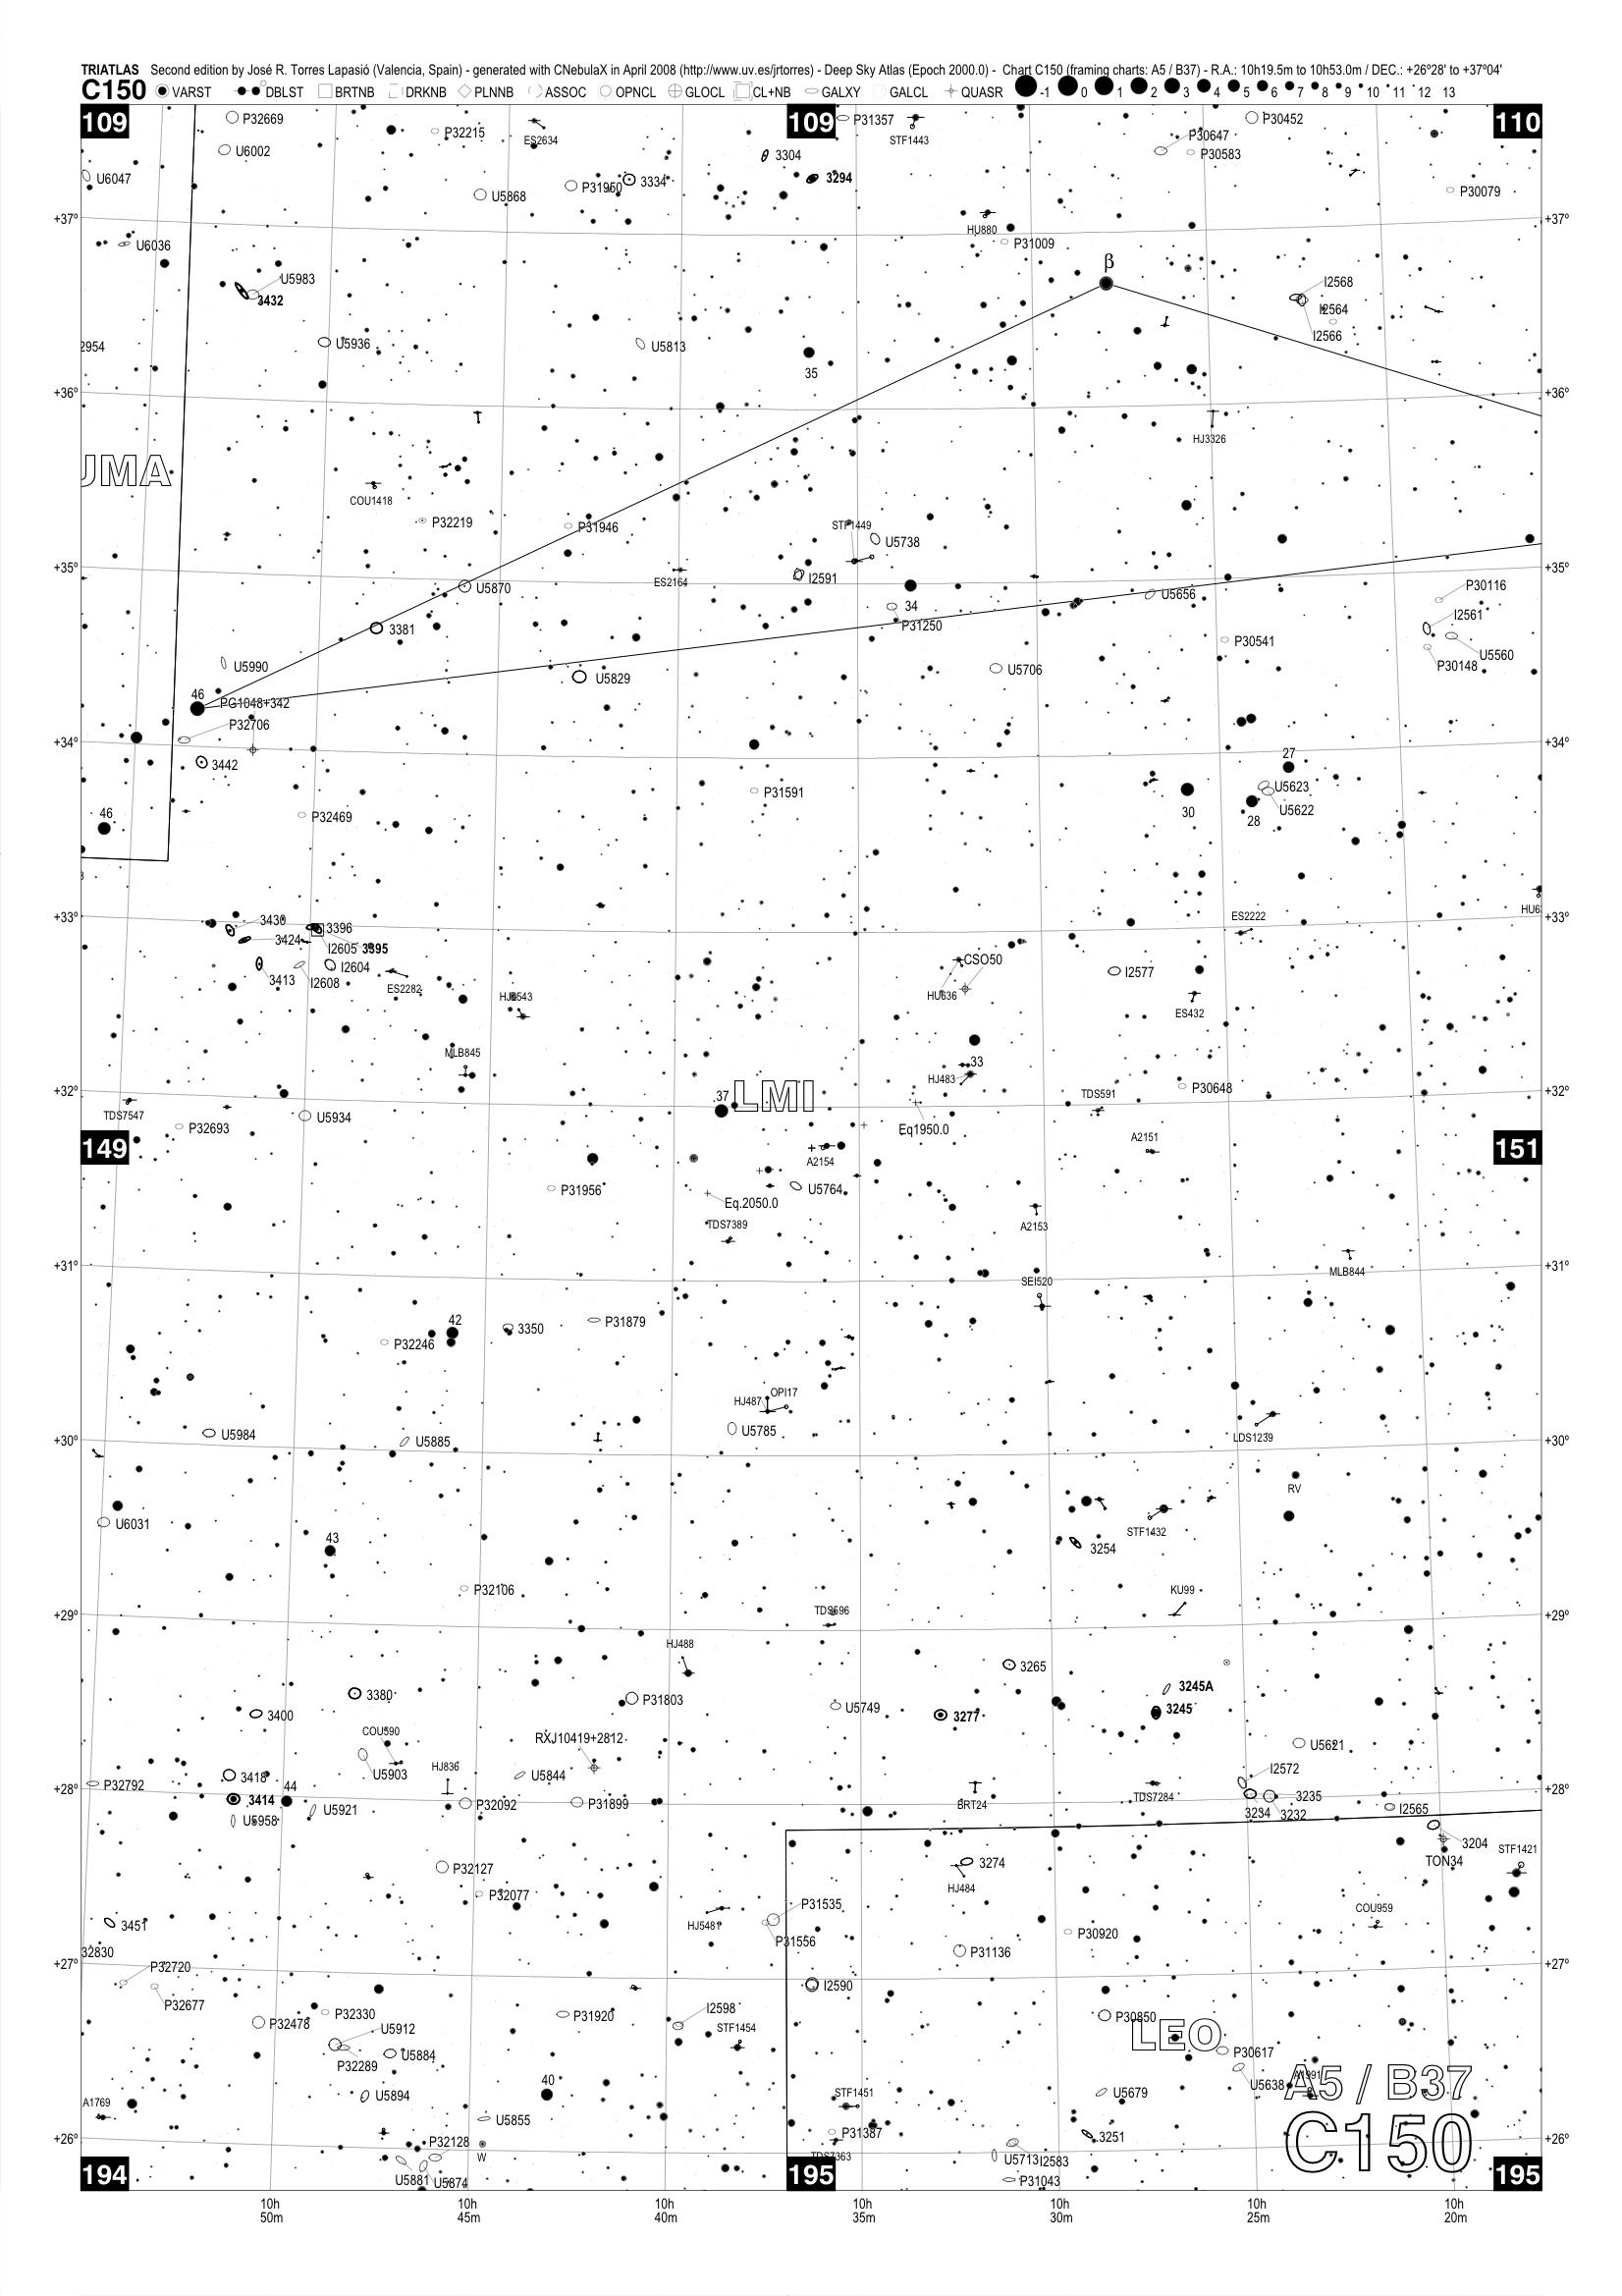 TRIATLAS Second edition by José R. Torres Lapasió (Valencia, Spain) - generated with CNebulaX in April 2008 (http://www.uv.es/jrtorres) - Deep Sky Atlas (Epoch 2000.0) - Chart C150 (framing charts: A5 / B37) - R.A.: 10h19.5m to 10h53.0m / DEC.: +26°28' to +37°04'
C150 VARST DBLST BRTNB DRKNB PLNNB ASSOC OPNCL GLOCL CL+NB GALXY GALCL QUASR -1 0 1 2 3 4 5 6 7 8 9 10 11 12 13
109 109 110
P32669 P32215 ES2634 P31357 STF1443 P30452
U6002 3304 P30647 P30583
U6047 U5868 P31960 3334 3294 P30079
+37° +37°
U6036 HU880 P31009
U5983 3432 β I2568 I2564 I2566
2954 U5936 U5813 35
+36° +36°
HJ3326
UMA COU1418
P32219 P31946 STF1449 U5738
+35° +35°
U5870 ES2164 I2591 34 U5656 P30116
3381 P31250 I2561
U5990 U5829 U5706 P30541 P30148 U5560
46 PG1048+342
P32706
+34° +34°
3442 27
P31591 30 28 U5623 U5622
46 P32469
+33° +33°
3430 3396 ES2222 HU6
3424 I2605 3395 CSO50
3413 I2608 I2604 ES2282 HJ2543 HU636 I2577 ES432
MLB845 33 HJ483
+32° +32°
TDS7547 P32693 U5934 37 LMI Eq1950.0 TDS591 P30648
149 A2154 A2151 151
P31956 Eq.2050.0 U5764
TDS7389 A2153
+31° +31°
SEI520 MLB844
P32246 42 3350 P31879
HJ487 OPI17
+30° +30°
U5984 U5885 U5785 LDS1239
RV
U6031 43 STF1432
3254
P32106 KU99
+29° +29°
TDS596
HJ488 3265
3380 P31803 U5749 3277 3245A 3245
3400 COU590 RXJ10419+2812 U5621
+28° +28°
P32792 3418 44 U5903 HJ836 U5844 I2572
3414 U5958 U5921 P32092 P31899 BRT24 TDS7284 3234 3235 3232 I2565
3204 TON34 STF1421
P32127 3274
P32077 HJ484
3451 HJ5481 P31535 P31556 COU959
32830 P31136 P30920
+27° +27°
P32720 P32677 I2590
P32478 P32330 P31920 I2598 P30850
U5912 P32289 U5884 STF1454 LEO P30617
A1769 U5894 40 STF1451 U5679 U5638 A1991 A5 / B37
U5855 P31387 C150
+26° +26°
P32128 W TDS7363 3251
194 U5881 U5874 195 U5713 I2583 195
P31043
10h 10h 10h 10h 10h 10h 10h
50m 45m 40m 35m 30m 25m 20m